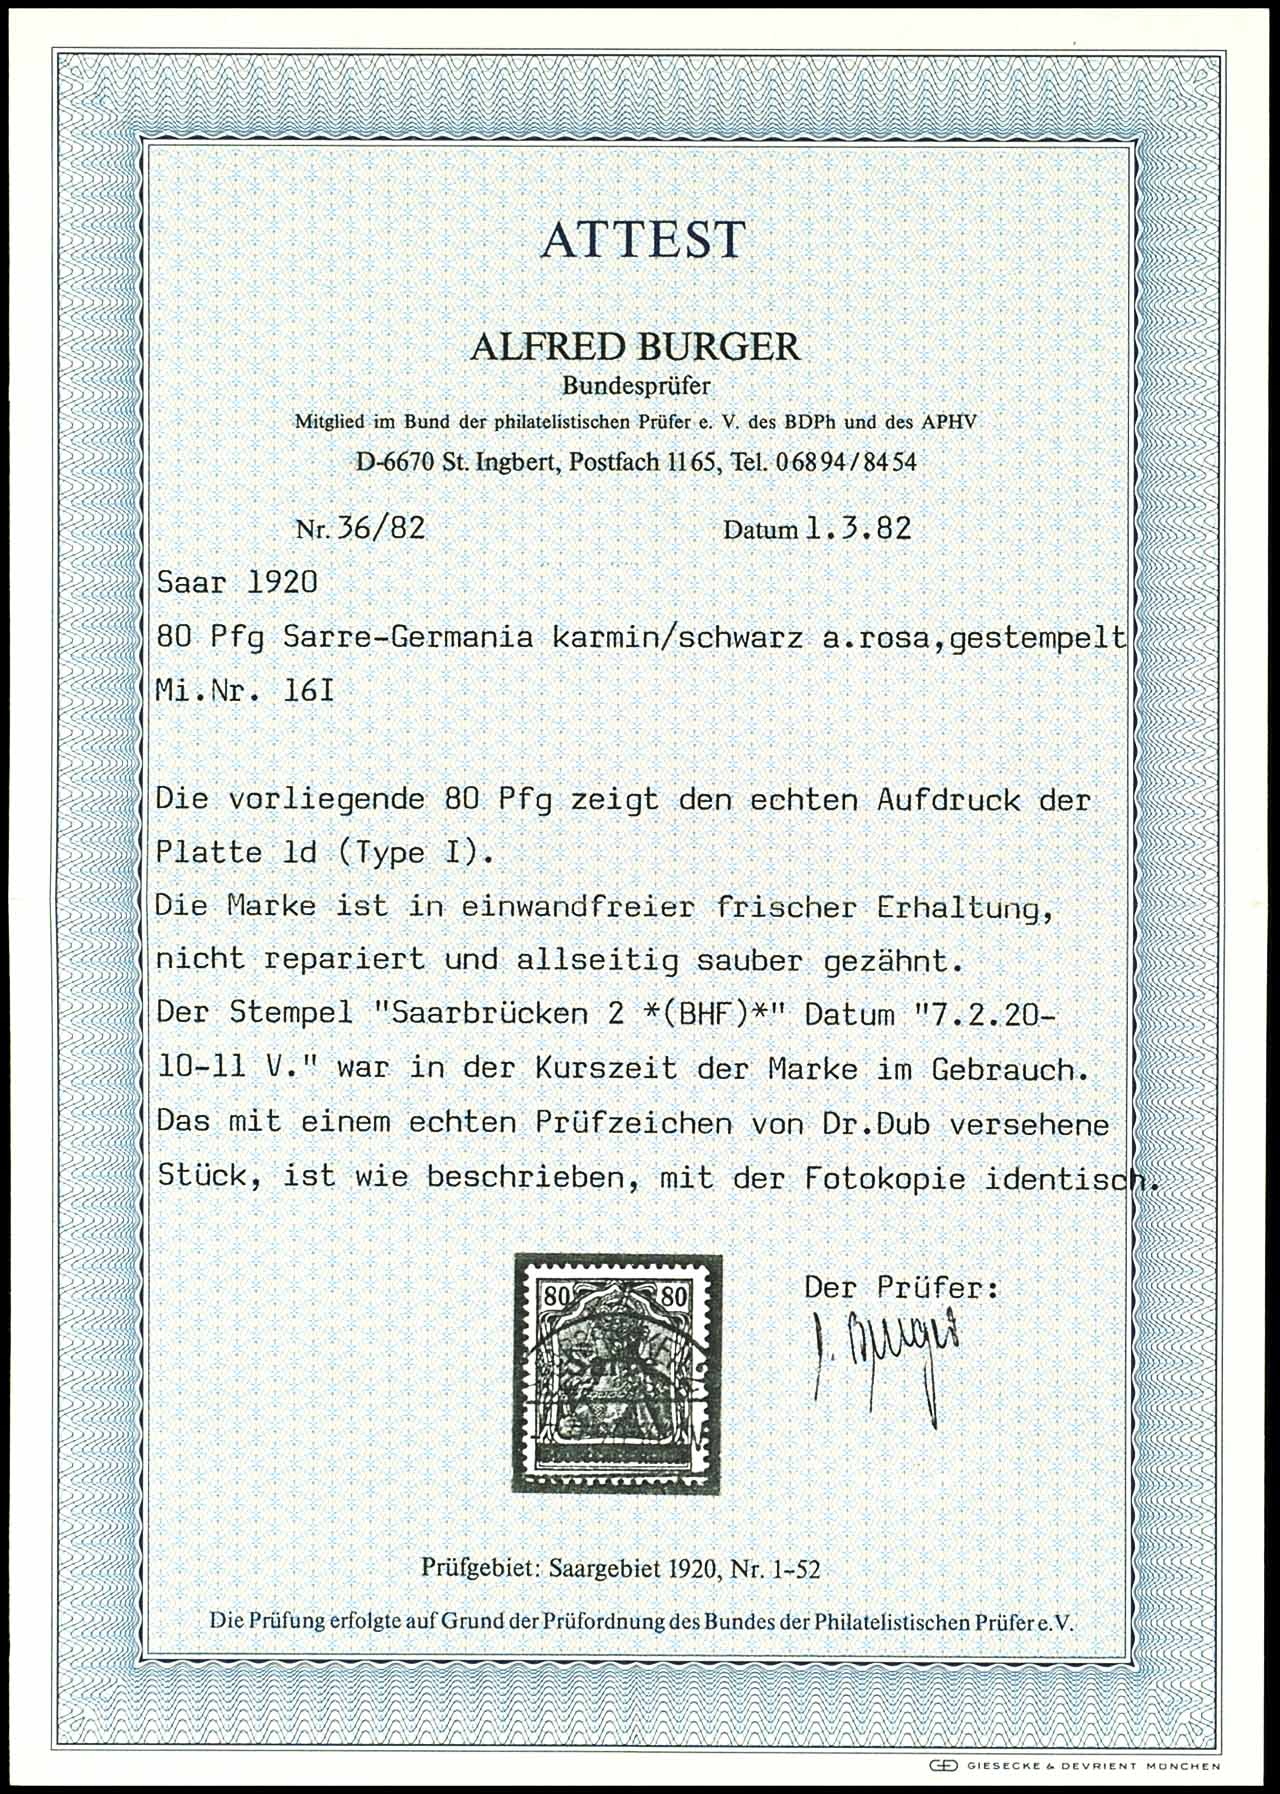 ATTEST
ALFRED BURGER
Bundesprüfer
Mitglied im Bund der philatelistischen Prüfer e. V. des BDPh und des APHV
D-6670 St. Ingbert, Postfach 1165, Tel. 06894/8454
Nr. 36/82 Datum 1.3.82
Saar 1920
80 Pfg Sarre-Germania karmin/schwarz a.rosa,gestempelt
Mi.Nr. 16I
Die vorliegende 80 Pfg zeigt den echten Aufdruck der
Platte 1d (Type I).
Die Marke ist in einwandfreier frischer Erhaltung,
nicht repariert und allseitig sauber gezähnt.
Der Stempel "Saarbrücken 2 *(BHF)*" Datum "7.2.20-
10-11 V." war in der Kurszeit der Marke im Gebrauch.
Das mit einem echten Prüfzeichen von Dr.Dub versehene
Stück, ist wie beschrieben, mit der Fotokopie identisch.
80 80
Sarre
Der Prüfer:
Prüfgebiet: Saargebiet 1920, Nr. 1-52
Die Prüfung erfolgte auf Grund der Prüfordnung des Bundes der Philatelistischen Prüfer e.V.
GIESECKE & DEVRIENT MÜNCHEN